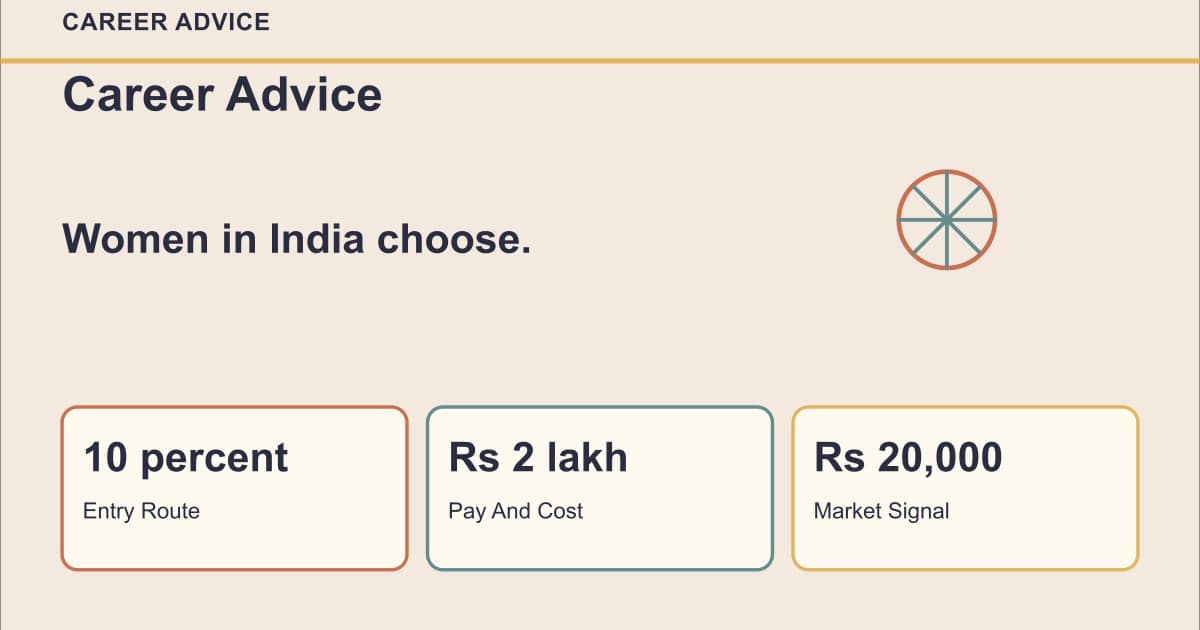 CAREER ADVICE
Career Advice
Women in India choose.
10 percent
Entry Route
Rs 2 lakh
Pay And Cost
Rs 20,000
Market Signal